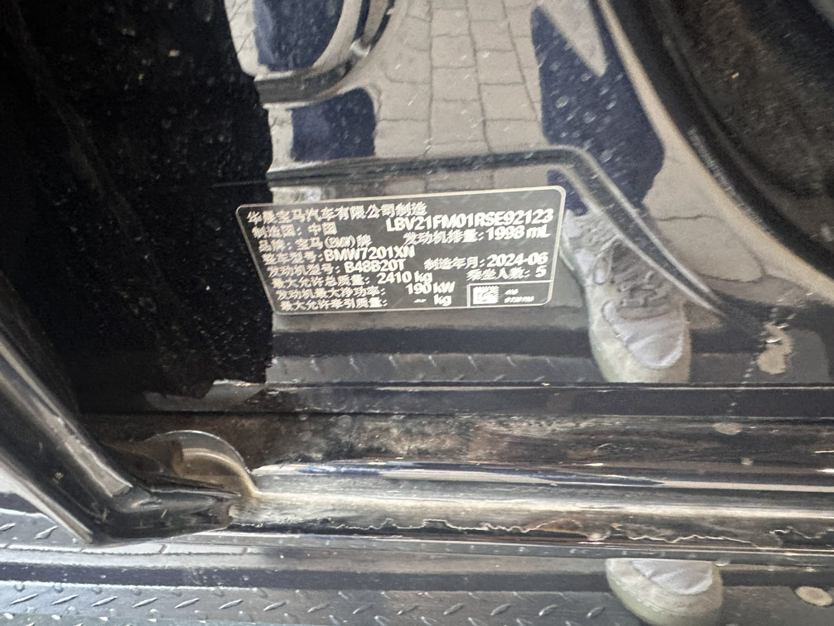 华晨宝马汽车有限公司制造
制造国：中国 LBV21FM01RSE92123
品牌：宝马(BMW)牌 发动机排量：1998 mL
整车型号：BMW7201XN
发动机型号：B48B20T 制造年月：2024-06
最大允许总质量：2410 kg 乘坐人数：5
发动机最大净功率：190 kW
最大允许牵引质量：-- kg